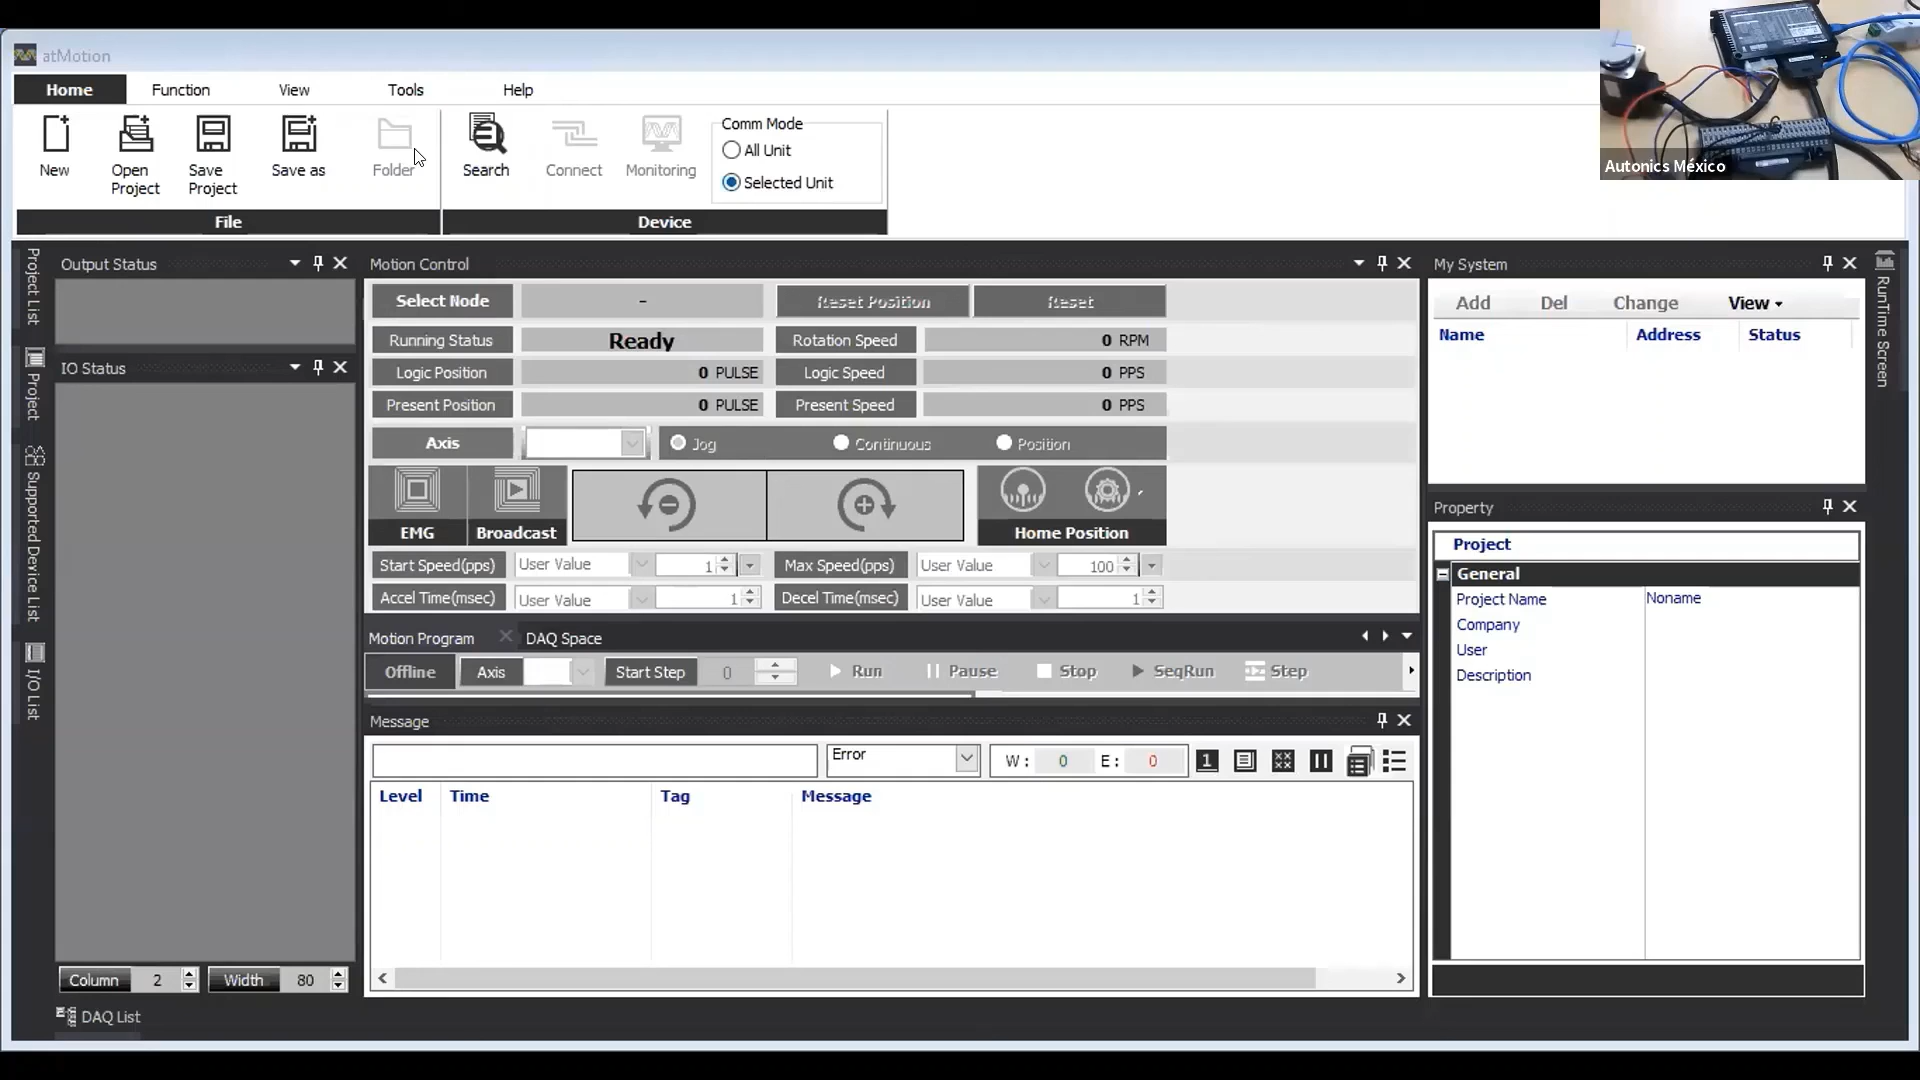 atMotion
Home Function View Tools Help
New Open Project Save Project Save as Folder Search Connect Monitoring
Comm Mode
All Unit
Selected Unit
File Device
Autonics México
Project List
Project
Supported Device List
I/O List
Output Status
IO Status
Column 2 Width 80
DAQ List
Motion Control
Select Node - Reset Position Reset
Running Status Ready Rotation Speed 0 RPM
Logic Position 0 PULSE Logic Speed 0 PPS
Present Position 0 PULSE Present Speed 0 PPS
Axis Jog Continuous Position
EMG Broadcast Home Position
Start Speed(pps) User Value 1 Max Speed(pps) User Value 100
Accel Time(msec) User Value 1 Decel Time(msec) User Value 1
Motion Program DAQ Space
Offline Axis Start Step 0 Run Pause Stop SeqRun Step
Message
Error W : 0 E : 0 1
Level Time Tag Message
My System
Add Del Change View
Name Address Status
Property
Project
General
Project Name Noname
Company
User
Description
RunTime Screen